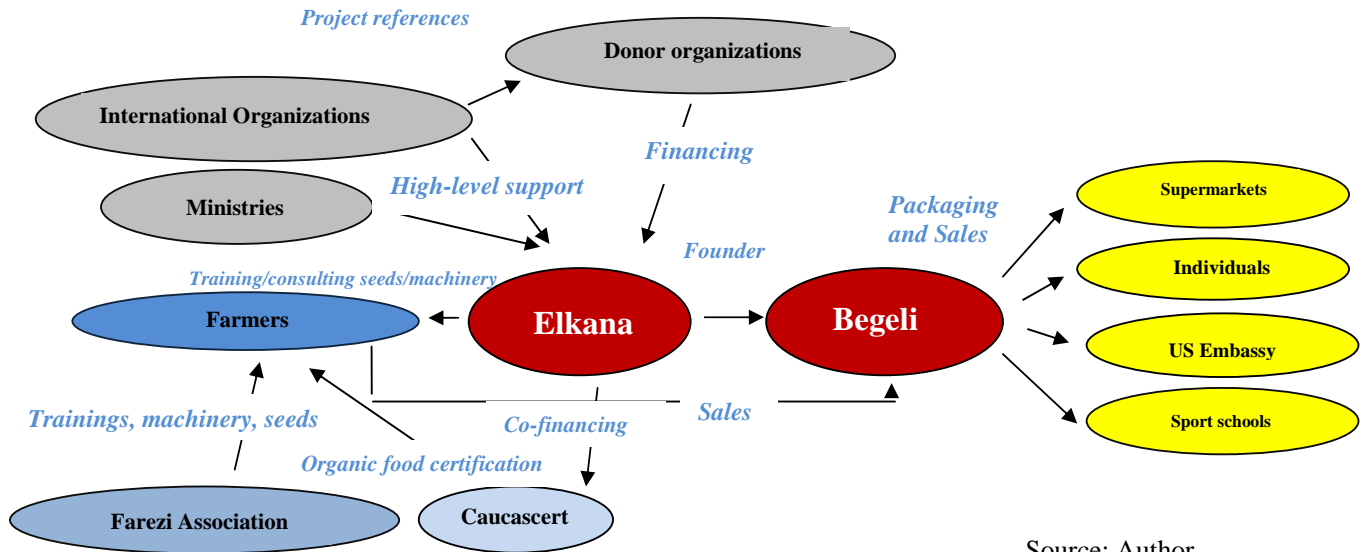 Project references
Donor organizations
International Organizations
Financing
High-level support
Ministries
Supermarkets
Packaging
and Sales
Founder
Individuals
Training/consulting seeds/machinery
Farmers
Elkana
Begeli
US Embassy
Trainings, machinery, seeds
Co-financing
Sales
Sport schools
Organic food certification
Farezi Association
Caucascert
Source: Author